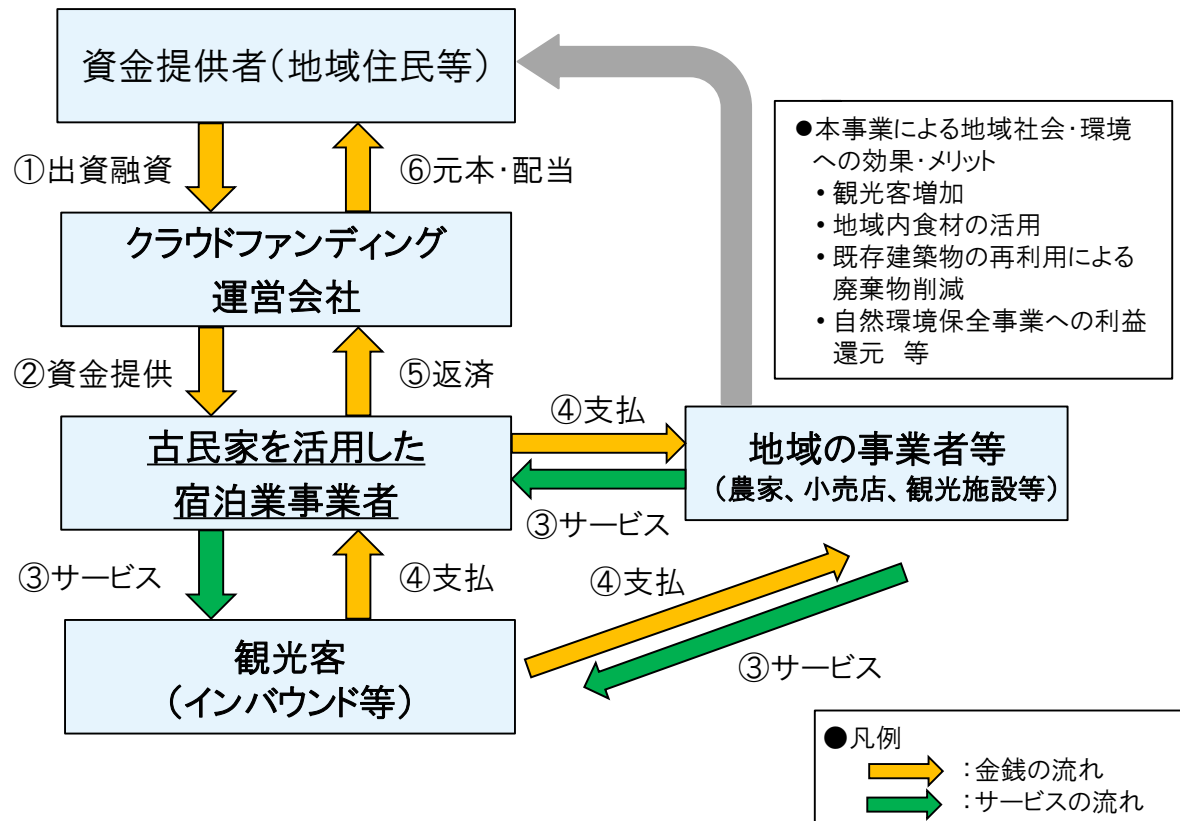 資金提供者(地域住民等)
①出資融資
⑥元本・配当
クラウドファンディング
運営会社
②資金提供
⑤返済
古民家を活用した
宿泊業事業者
④支払
③サービス
地域の事業者等
(農家、小売店、観光施設等)
③サービス
④支払
観光客
(インバウンド等)
④支払
③サービス
●本事業による地域社会・環境
への効果・メリット
・観光客増加
・地域内食材の活用
・既存建築物の再利用による
廃棄物削減
・自然環境保全事業への利益
還元 等
●凡例
:金銭の流れ
:サービスの流れ